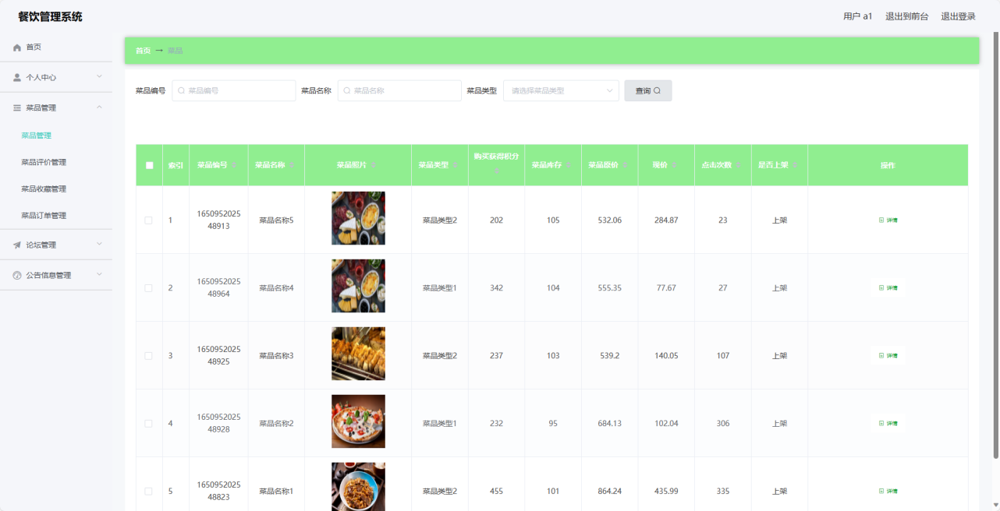 餐饮管理系统
用户 a1 退出到前台 退出登录
首页
个人中心
菜品管理
菜品管理
菜品评价管理
菜品收藏管理
菜品订单管理
论坛管理
公告信息管理
首页 → 菜品
菜品编号 菜品编号 菜品名称 菜品名称 菜品类型 请选择菜品类型 查询
索引 菜品编号 菜品名称 菜品照片 菜品类型 购买获得积分 菜品库存 菜品原价 现价 点击次数 是否上架 操作
1 1650952025 菜品名称5 菜品类型2 202 105 532.06 284.87 23 上架 详情
48913
2 1650952025 菜品名称4 菜品类型1 342 104 555.35 77.67 27 上架 详情
48964
3 1650952025 菜品名称3 菜品类型2 237 103 539.2 140.05 107 上架 详情
48925
4 1650952025 菜品名称2 菜品类型1 232 95 684.13 102.04 306 上架 详情
48928
5 1650952025 菜品名称1 菜品类型2 455 101 864.24 435.99 335 上架 详情
48823